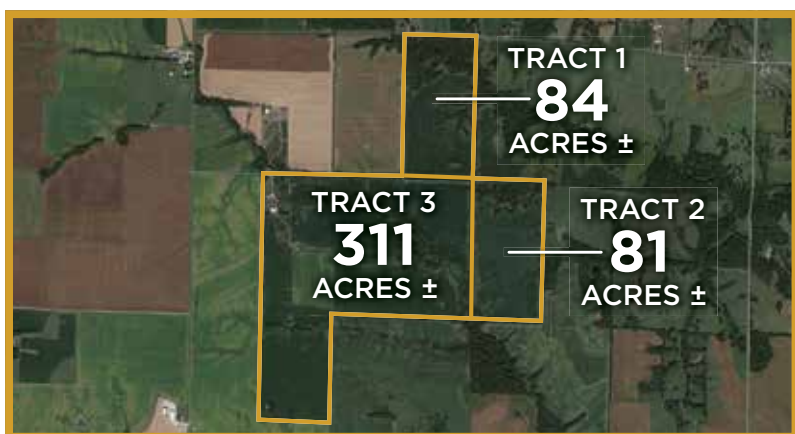 TRACT 1
84
ACRES ±
TRACT 3
311
ACRES ±
TRACT 2
81
ACRES ±